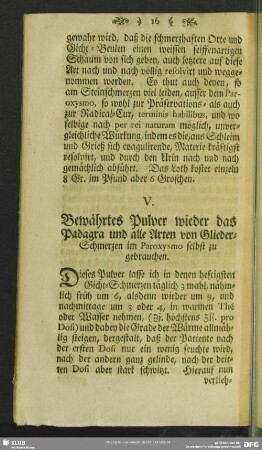 16
gewahr wird, daß die schmerzhaften Orte und
Gicht-Beulen einen weissen seiffenartigen
Schaum von sich geben, auch letztere auf diese
Art nach und nach völlig resolvirt und wegge-
nommen werden. Es thut auch denen, so
am Steinschmerzen viel leiden, ausser dem Par-
oxysmo, so wohl zur Präservations- als auch
zur Radical-Cur, terminis habilibus, und wo
selbige nach per rei naturam möglich, unver-
gleichliche Würkung, indem es die, aus Schleim
und Grieß sich coagulirende, Materie kräftigst
resolvirt, und durch den Urin nach und nach
gemächlich abführt. Das Loth kostet einzeln
8 Gr. im Pfund aber 6 Groschen.
V.
Bewährtes Pulver wieder das
Padagra und alle Arten von Glieder-
Schmerzen im Paroxysmo selbst zu
gebrauchen.
Dieses Pulver lasse ich in denen heftigsten
Gicht-Schmerzen täglich 3 mahl, nähm-
lich früh um 6, alsdenn wieder um 9, und
nachmittage um 3 oder 4, in warmen Thé
oder Wasser nehmen, (Zj. höchstens Zij. pro
Dosi) und dabey die Grade der Wärme allmäh-
lig steigen, dergestalt, daß der Patiente nach
der ersten Dosi nur ein wenig feuchte wird,
nach der andern ganz gelinde, nach der drit-
ten Dosi aber stark schwitzt. Hierauf nun
verlieh-
SLUB